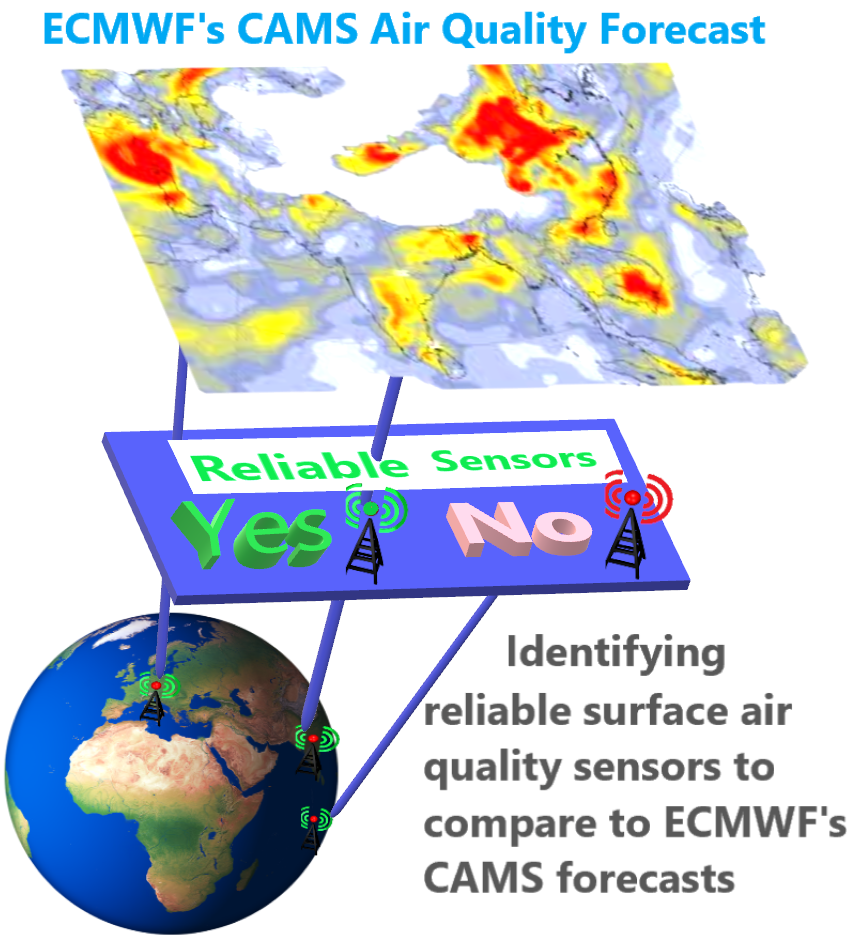 ECMWF's CAMS Air Quality Forecast
Reliable Sensors
Yes No
Identifying
reliable surface air
quality sensors to
compare to ECMWF's
CAMS forecasts